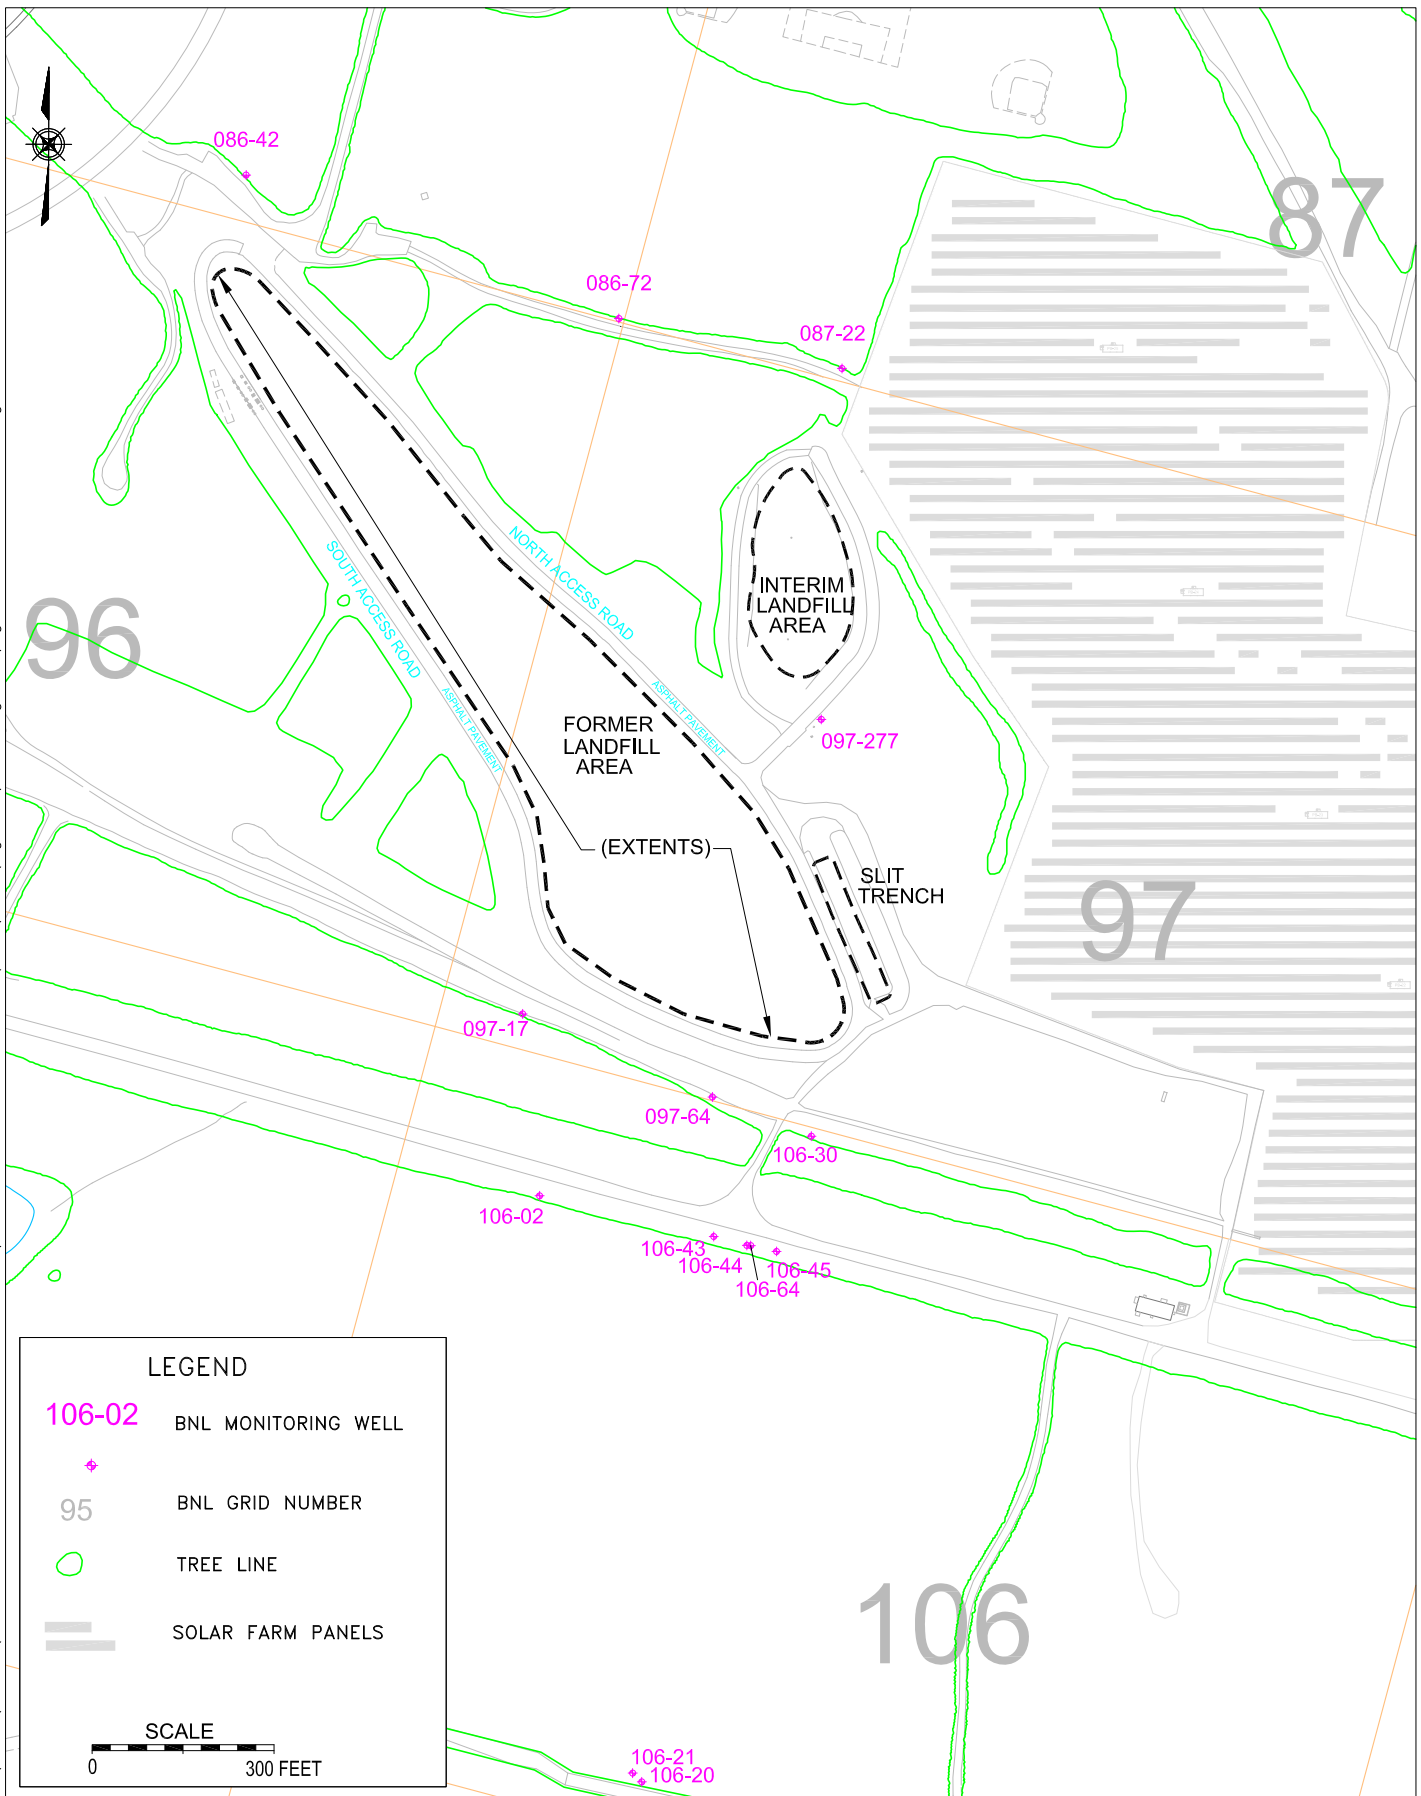 086-42
87
086-72
087-22
NORTH ACCESS ROAD
SOUTH ACCESS ROAD
INTERIM
LANDFILL
AREA
96
ASPHALT PAVEMENT
ASPHALT PAVEMENT
FORMER
LANDFILL
AREA
097-277
(EXTENTS)
SLIT
TRENCH
97
097-17
097-64
106-30
106-02
106-43
106-44
106-45
106-64
LEGEND
106-02
BNL MONITORING WELL
95
BNL GRID NUMBER
TREE LINE
SOLAR FARM PANELS
SCALE
0
300 FEET
106
106-21
106-20